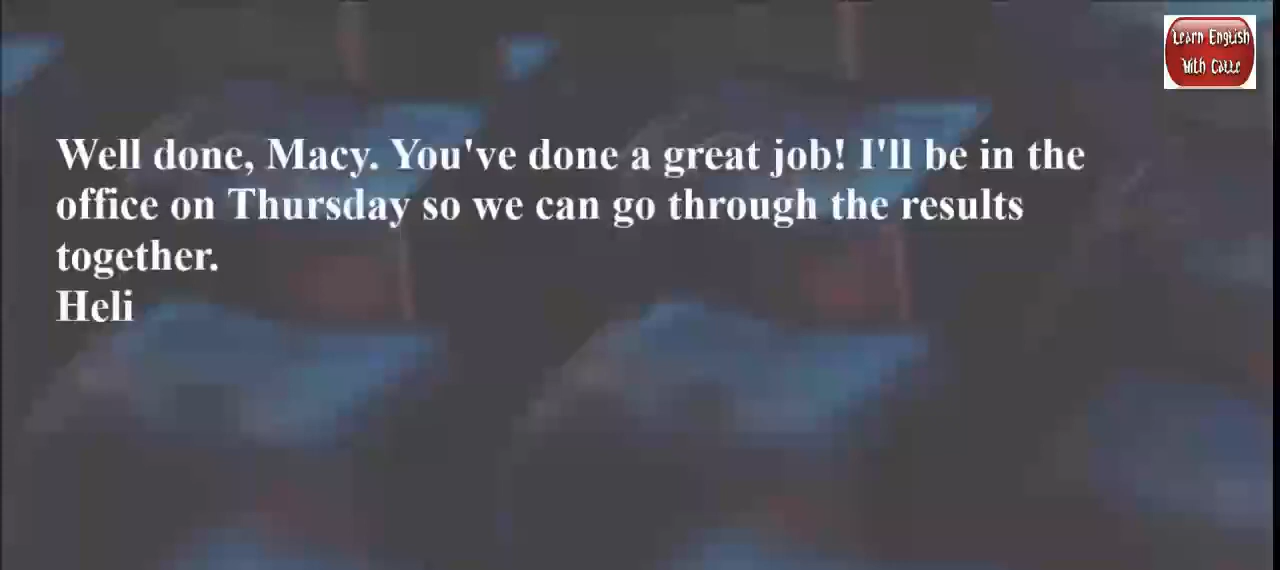 Learn English
With Catte
Well done, Macy. You've done a great job! I'll be in the
office on Thursday so we can go through the results
together.
Heli